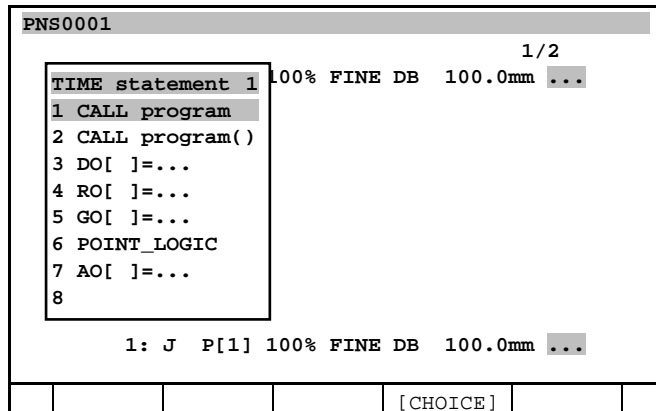 PNS0001
1/2
100% FINE DB 100.0mm ...
TIME statement 1
1 CALL program
2 CALL program()
3 DO[ ]=...
4 RO[ ]=...
5 GO[ ]=...
6 POINT_LOGIC
7 AO[ ]=...
8
1: J P[1] 100% FINE DB 100.0mm ...
[CHOICE]